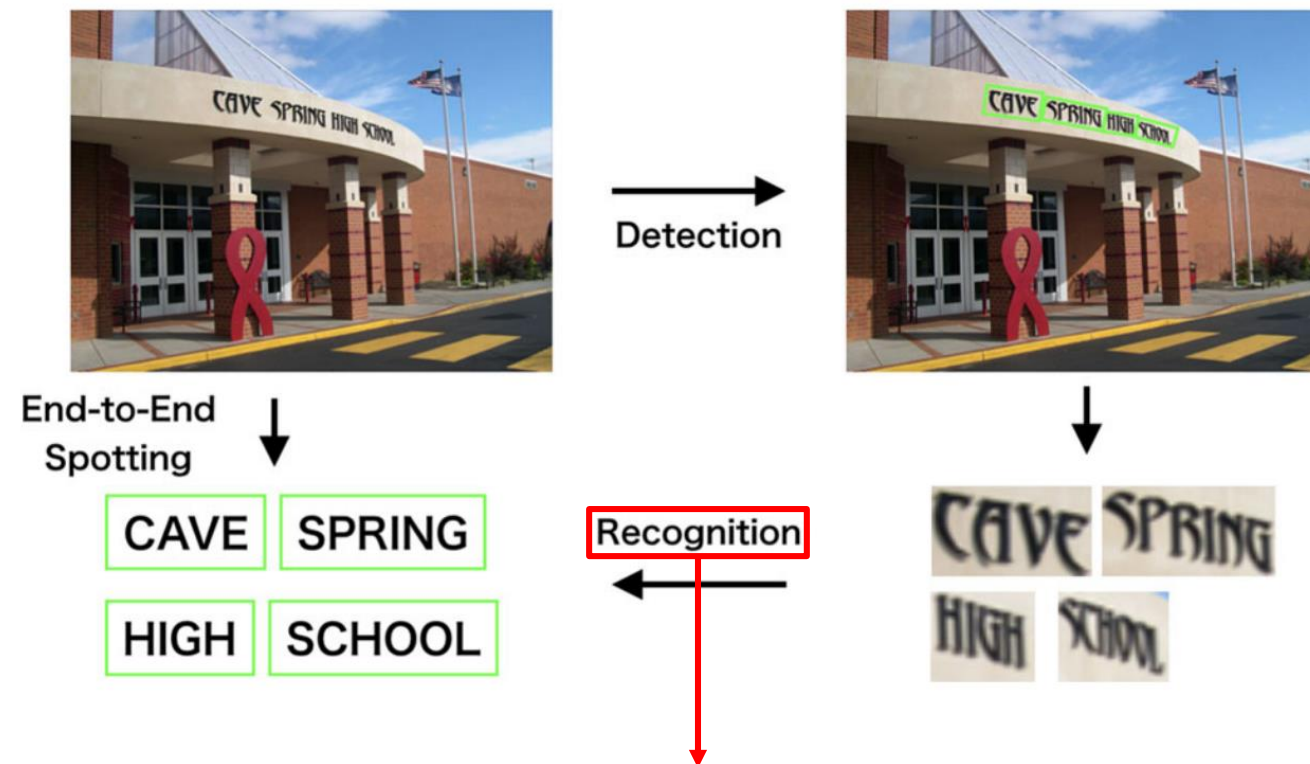 CAVE SPRING HIGH SCHOOL
CAVE SPRING HIGH SCHOOL
Detection
End-to-End
Spotting
CAVE SPRING
HIGH SCHOOL
Recognition
CAVE SPRING
HIGH SCHOOL